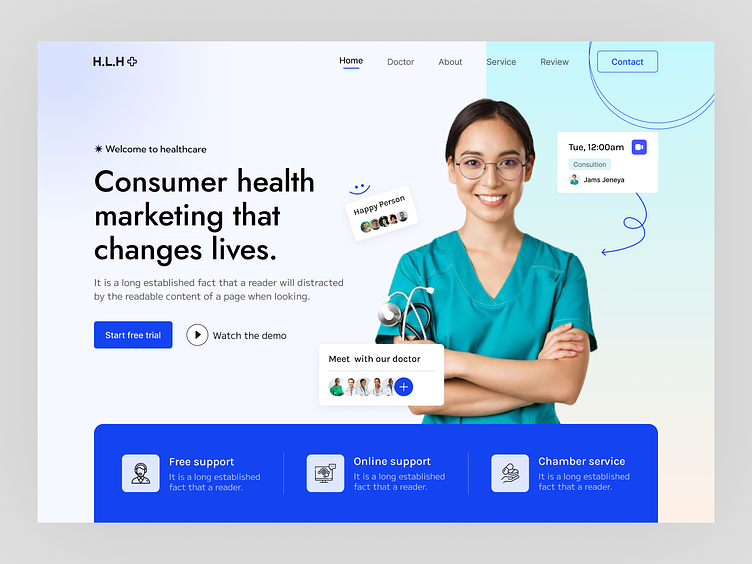 H.L.H
Home
Doctor
About
Service
Review
Contact
Welcome to healthcare
Consumer health
marketing that
changes lives.
It is a long established fact that a reader will distracted
by the readable content of a page when looking.
Start free trial
Watch the demo
Happy Person
Tue, 12:00am
Consultion
Jams Jeneya
Meet with our doctor
Free support
It is a long established
fact that a reader.
Online support
It is a long established
fact that a reader.
Chamber service
It is a long established
fact that a reader.